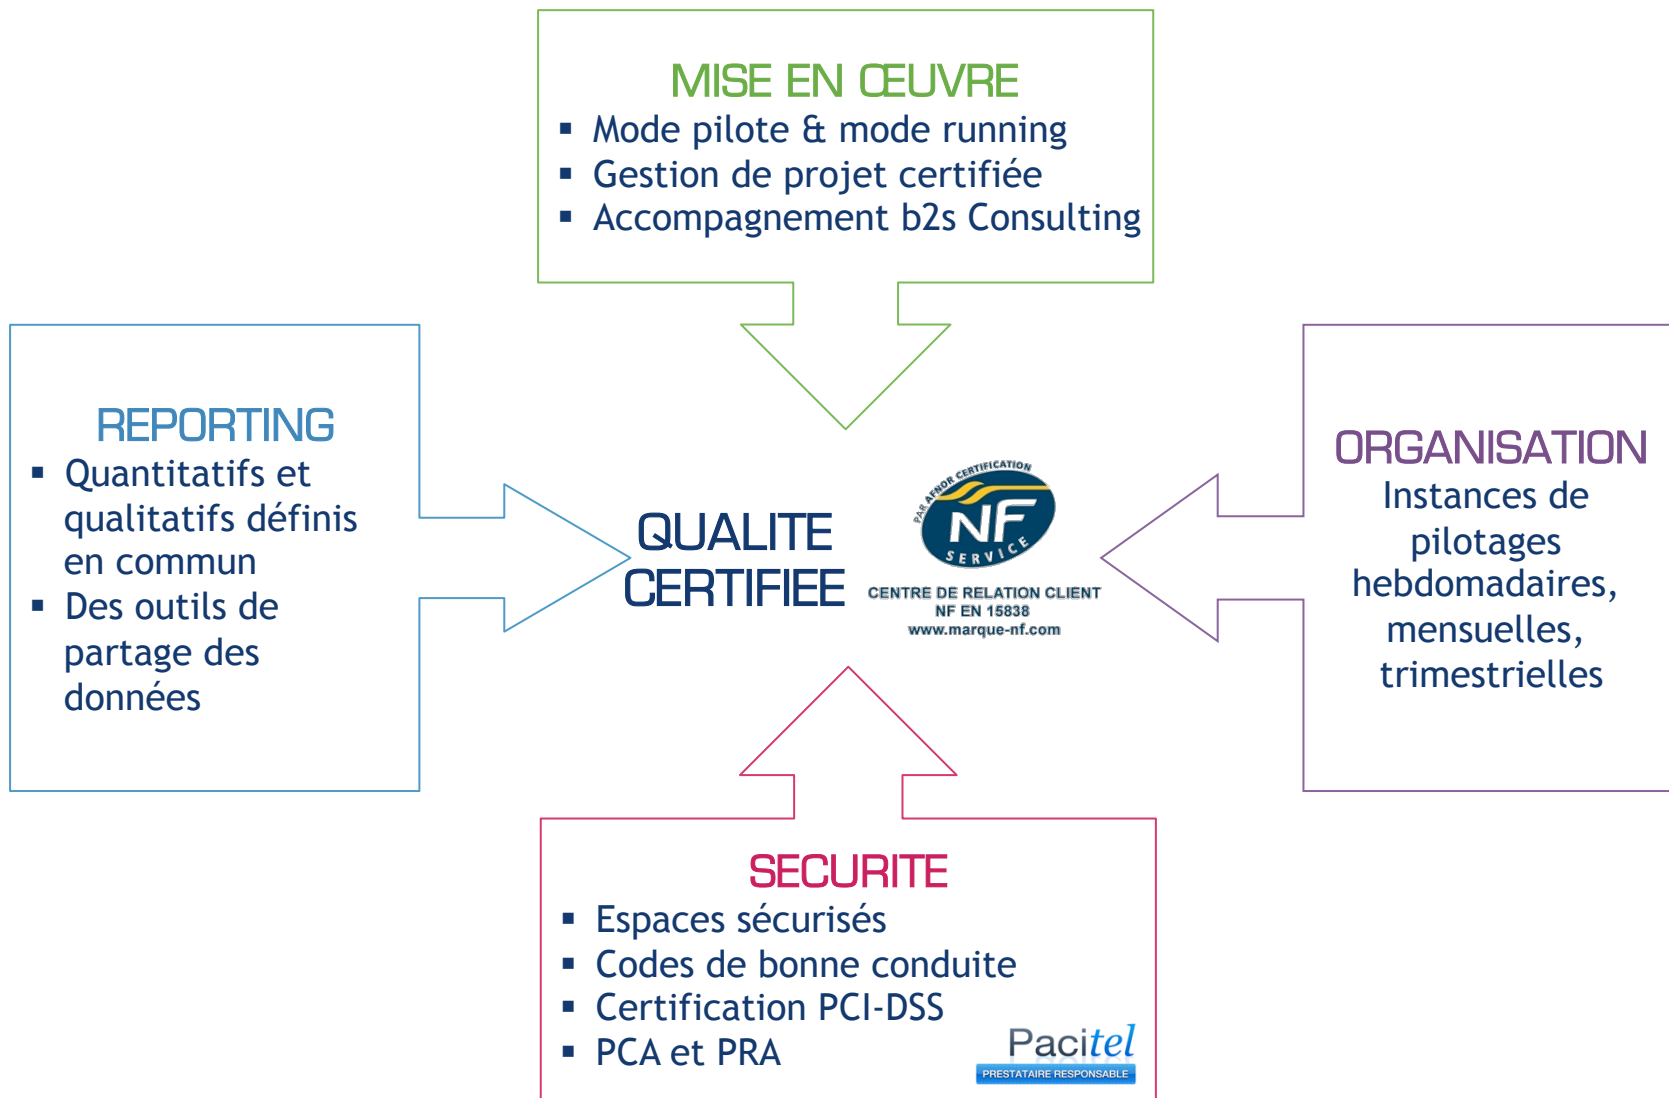 MISE EN ŒUVRE
▪ Mode pilote & mode running
▪ Gestion de projet certifiée
▪ Accompagnement b2s Consulting
REPORTING
▪ Quantitatifs et
qualitatifs définis
en commun
▪ Des outils de
partage des
données
QUALITE
CERTIFIEE
PAR AFNOR CERTIFICATION
NF
SERVICE
CENTRE DE RELATION CLIENT
NF EN 15838
www.marque-nf.com
ORGANISATION
Instances de
pilotages
hebdomadaires,
mensuelles,
trimestrielles
SECURITE
▪ Espaces sécurisés
▪ Codes de bonne conduite
▪ Certification PCI-DSS
▪ PCA et PRA
Pacitel
PRESTATAIRE RESPONSABLE